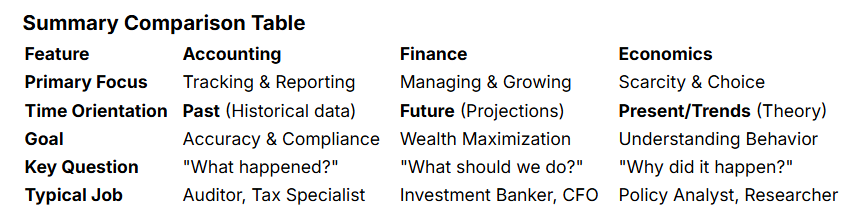 Summary Comparison Table
Feature Accounting Finance Economics
Primary Focus Tracking & Reporting Managing & Growing Scarcity & Choice
Time Orientation Past (Historical data) Future (Projections) Present/Trends (Theory)
Goal Accuracy & Compliance Wealth Maximization Understanding Behavior
Key Question "What happened?" "What should we do?" "Why did it happen?"
Typical Job Auditor, Tax Specialist Investment Banker, CFO Policy Analyst, Researcher